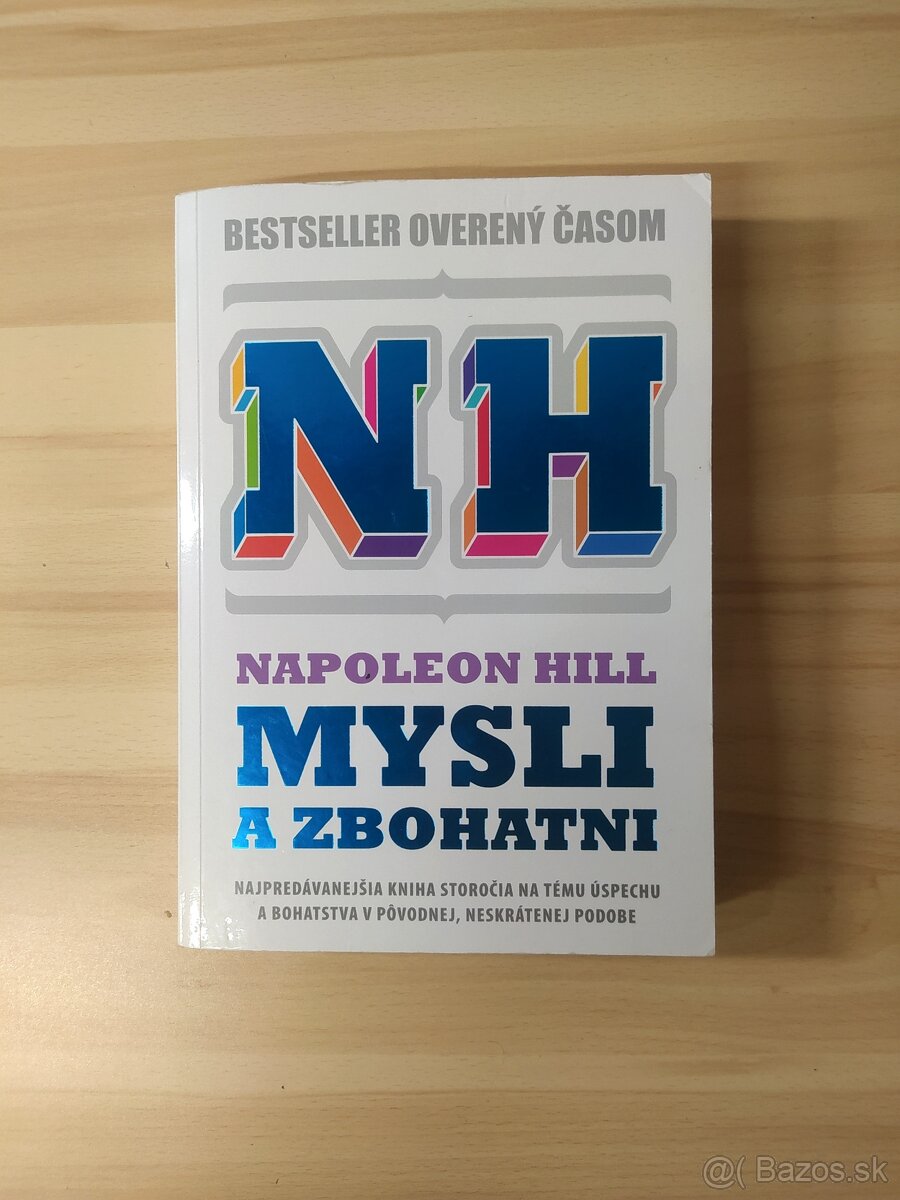 BESTSELLER OVERENÝ ČASOM
NH
NAPOLEON HILL
MYSLI
A ZBOHATNI
NAJPREDÁVANEJŠIA KNIHA STOROČIA NA TÉMU ÚSPECHU
A BOHATSTVA V PÔVODNEJ, NESKRÁTENEJ PODOBE
@( Bazos.sk